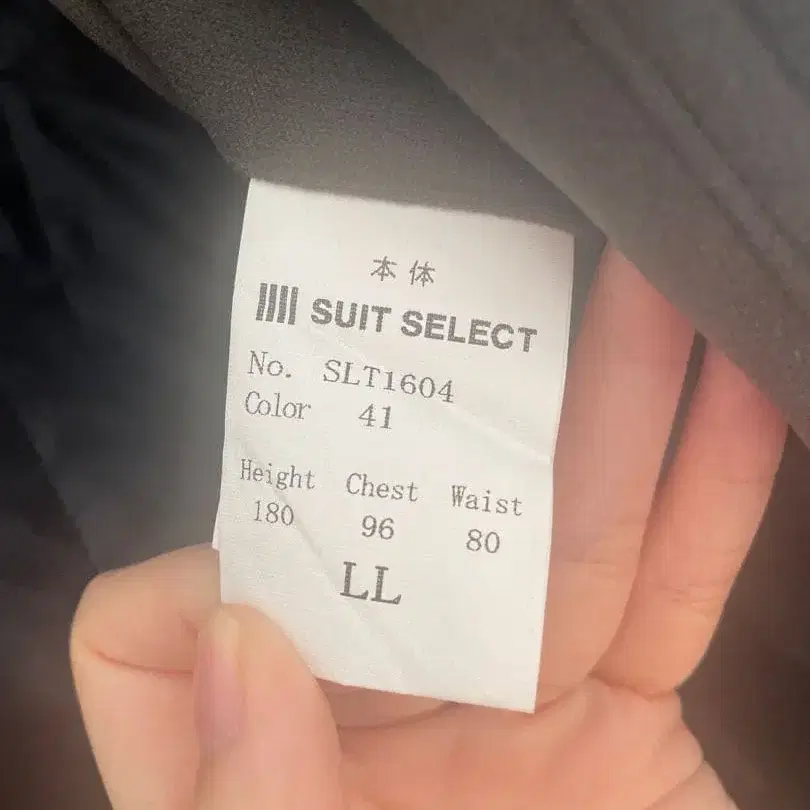 本体
SUIT SELECT
No. SLT1604
Color 41
Height Chest Waist
180 96 80
LL